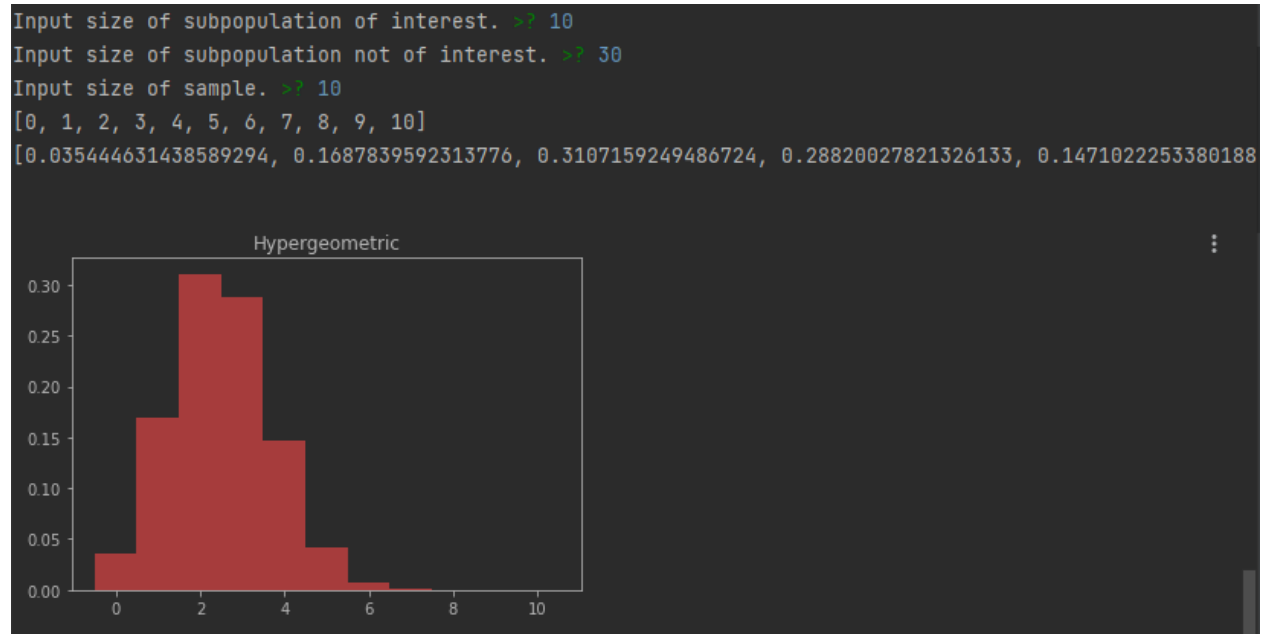 Input size of subpopulation of interest. >? 10
Input size of subpopulation not of interest. >? 30
Input size of sample. >? 10
[0, 1, 2, 3, 4, 5, 6, 7, 8, 9, 10]
[0.035444631438589294, 0.1687839592313776, 0.3107159249486724, 0.28820027821326133, 0.1471022253380188
Hypergeometric
0.30
0.25
0.20
0.15
0.10
0.05
0.00
0 2 4 6 8 10